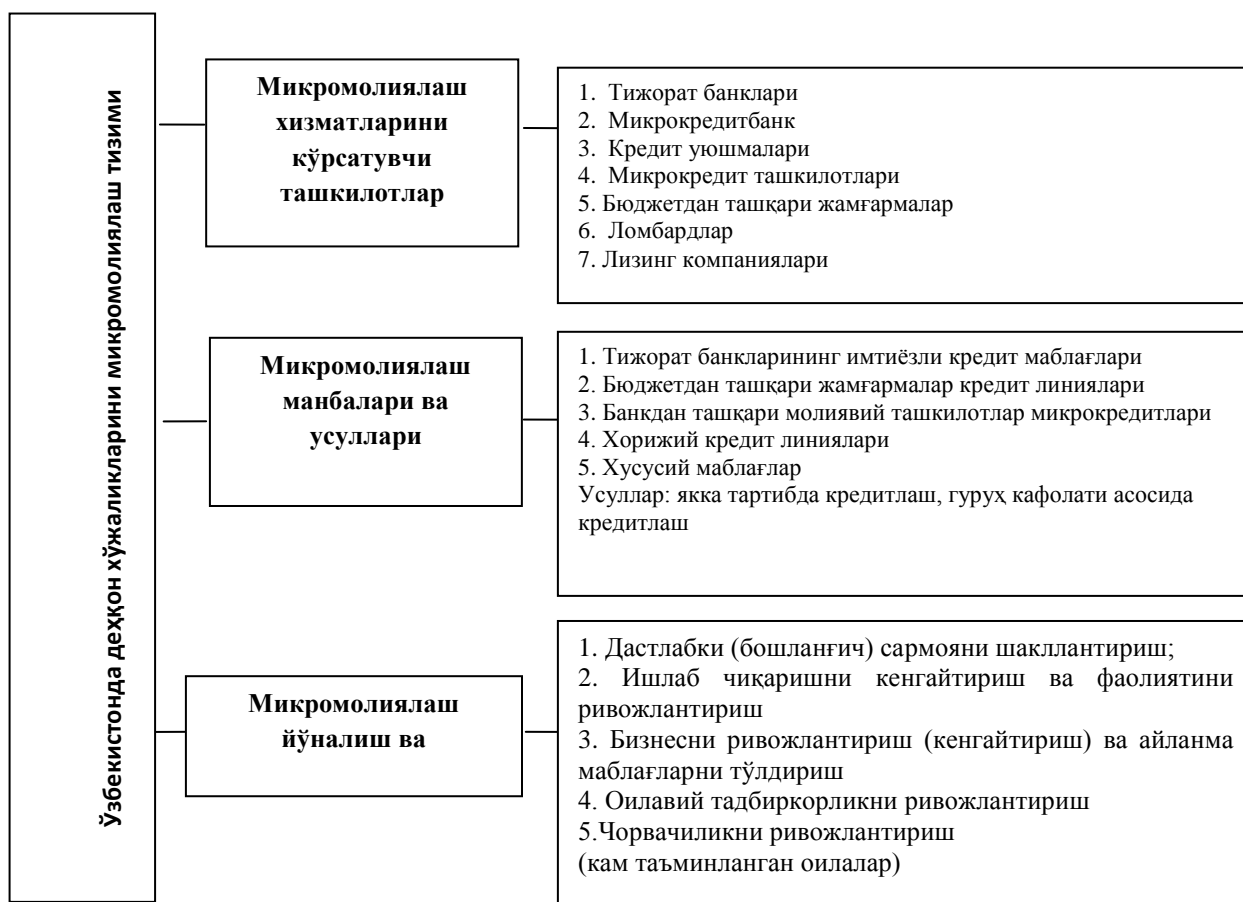 Ўзбекистонда деҳқон хўжаликларини микромолиялаш тизими
Микромолиялаш
хизматларини
кўрсатувчи
ташкилотлар
1. Тижорат банклари
2. Микрокредитбанк
3. Кредит уюшмалари
4. Микрокредит ташкилотлари
5. Бюджетдан ташқари жамғармалар
6. Ломбардлар
7. Лизинг компаниялари
Микромолиялаш
манбалари ва
усуллари
1. Тижорат банкларининг имтиёзли кредит маблағлари
2. Бюджетдан ташқари жамғармалар кредит линиялари
3. Банкдан ташқари молиявий ташкилотлар микрокредитлари
4. Хорижий кредит линиялари
5. Хусусий маблағлар
Усуллар: якка тартибда кредитлаш, гуруҳ кафолати асосида
кредитлаш
Микромолиялаш
йўналиш ва
1. Дастлабки (бошланғич) сармояни шакллантириш;
2. Ишлаб чиқаришни кенгайтириш ва фаолиятини
ривожлантириш
3. Бизнесни ривожлантириш (кенгайтириш) ва айланма
маблағларни тўлдириш
4. Оилавий тадбиркорликни ривожлантириш
5.Чорвачиликни ривожлантириш
(кам таъминланган оилалар)